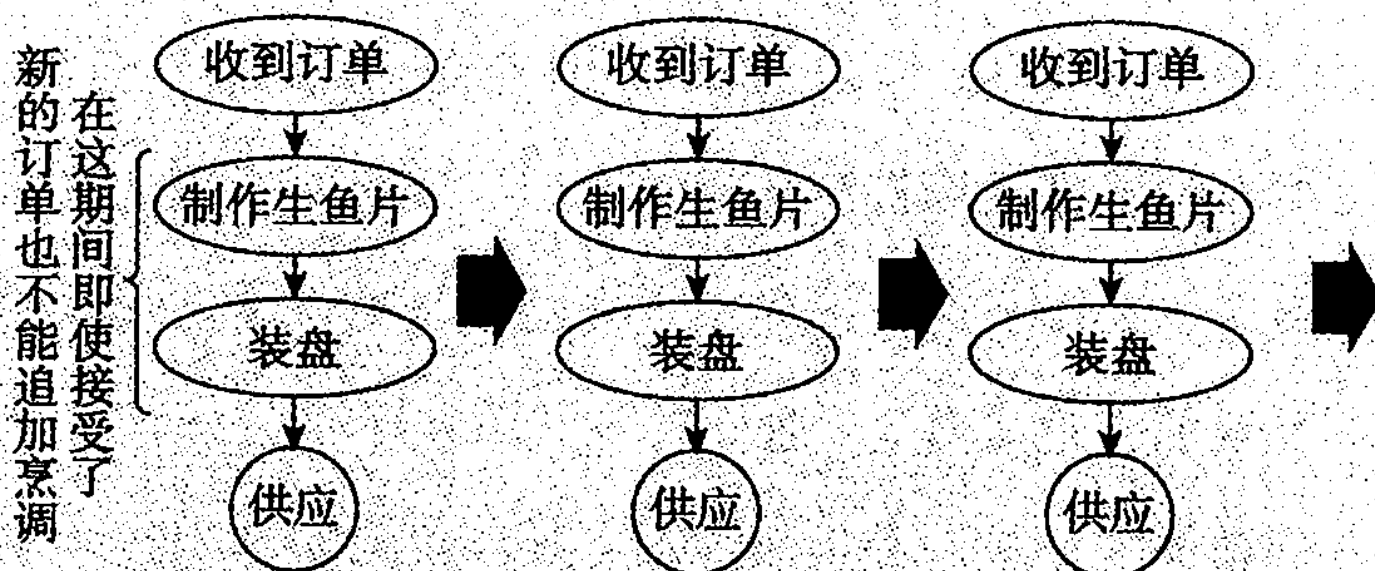 在这期间即使接受了
新的订单也不能追加烹调
收到订单
制作生鱼片
装盘
供应
收到订单
制作生鱼片
装盘
供应
收到订单
制作生鱼片
装盘
供应